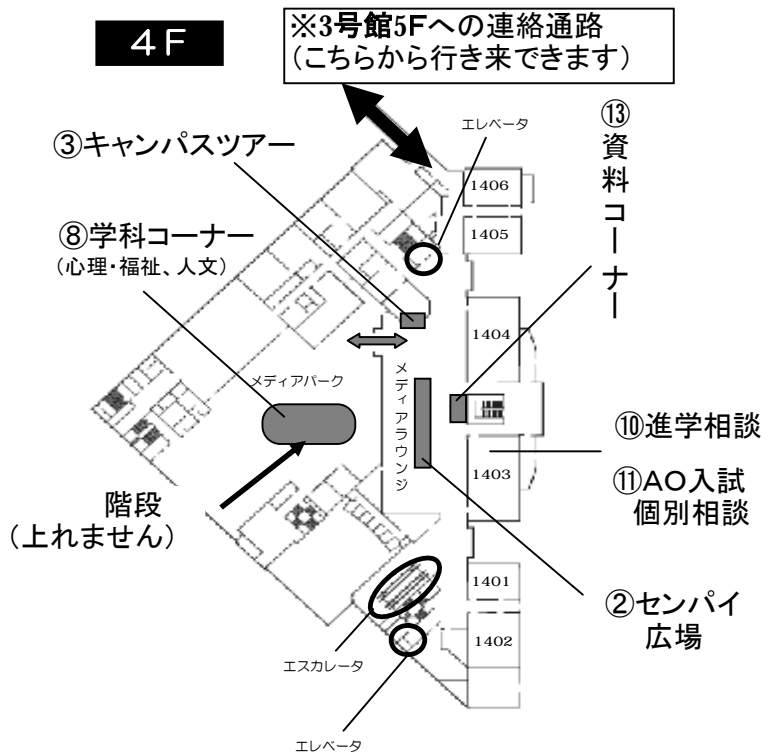 4F
※3号館5Fへの連絡通路
(こちらから行き来できます)
エレベータ
⑬資料コーナー
③キャンパスツアー
1406
1405
⑧学科コーナー
(心理・福祉、人文)
1404
メディアパーク
メディアラウンジ
⑩進学相談
1403
⑪AO入試
個別相談
階段
(上れません)
1401
②センパイ
広場
1402
エスカレータ
エレベータ